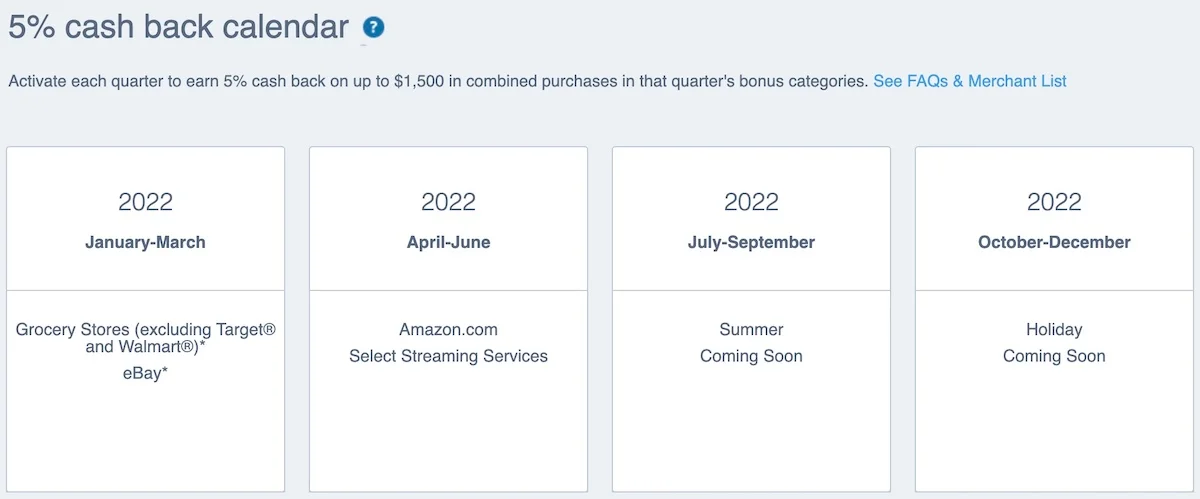 5% cash back calendar ?
Activate each quarter to earn 5% cash back on up to $1,500 in combined purchases in that quarter's bonus categories. See FAQs & Merchant List
2022
January-March
Grocery Stores (excluding Target®
and Walmart®)*
eBay*
2022
April-June
Amazon.com
Select Streaming Services
2022
July-September
Summer
Coming Soon
2022
October-December
Holiday
Coming Soon